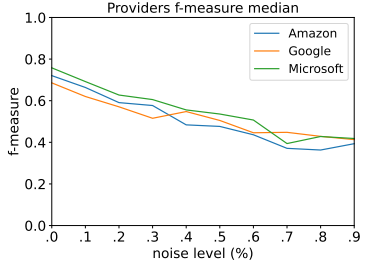 Providers f-measure median
1.0
0.8
0.6
0.4
0.2
0.0
f-measure
Amazon
Google
Microsoft
.0 .1 .2 .3 .4 .5 .6 .7 .8 .9
noise level (%)